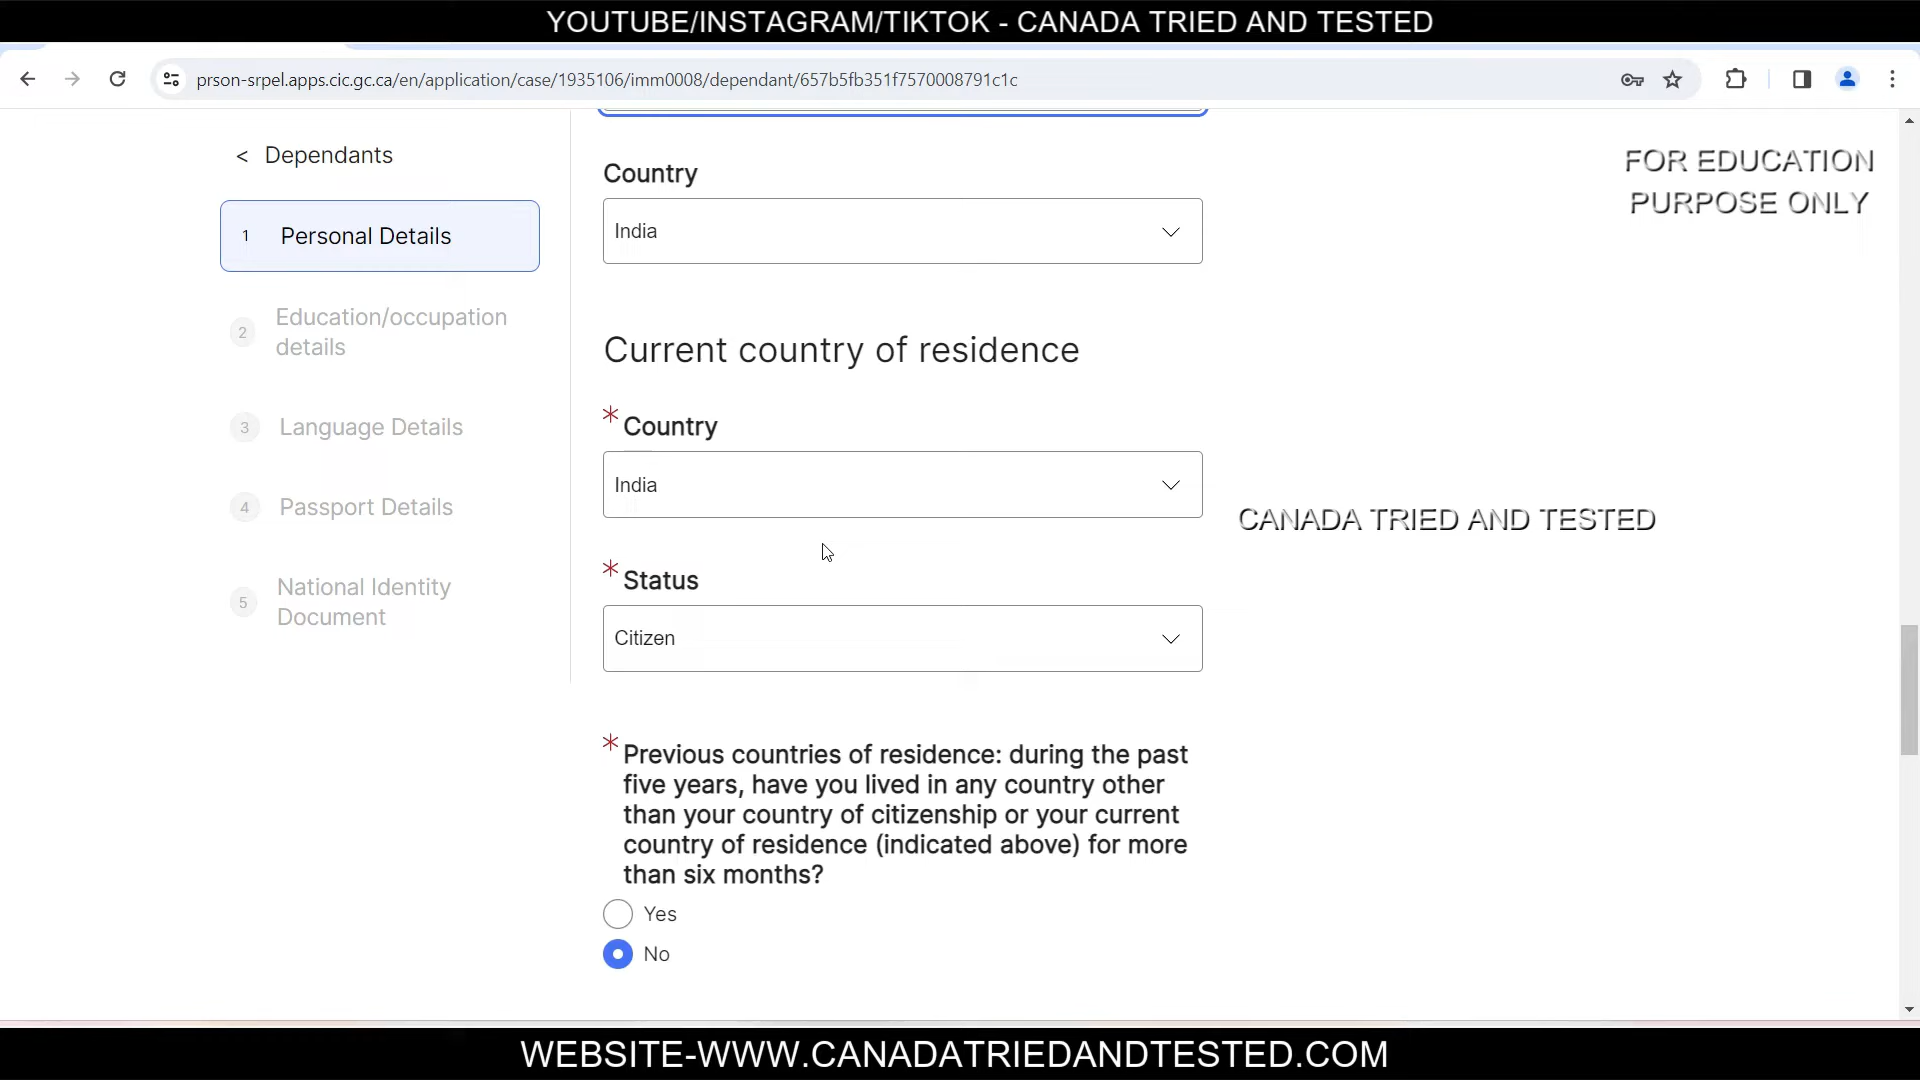 YOUTUBE/INSTAGRAM/TIKTOK - CANADA TRIED AND TESTED
prson-srpel.apps.cic.gc.ca/en/application/case/1935106/imm0008/dependant/657b5fb351f7570008791c1c
< Dependants
1 Personal Details
2 Education/occupation
details
3 Language Details
4 Passport Details
5 National Identity
Document
Country
India
Current country of residence
* Country
India
* Status
Citizen
* Previous countries of residence: during the past
five years, have you lived in any country other
than your country of citizenship or your current
country of residence (indicated above) for more
than six months?
Yes
No
FOR EDUCATION
PURPOSE ONLY
CANADA TRIED AND TESTED
WEBSITE-WWW.CANADATRIEDANDTESTED.COM